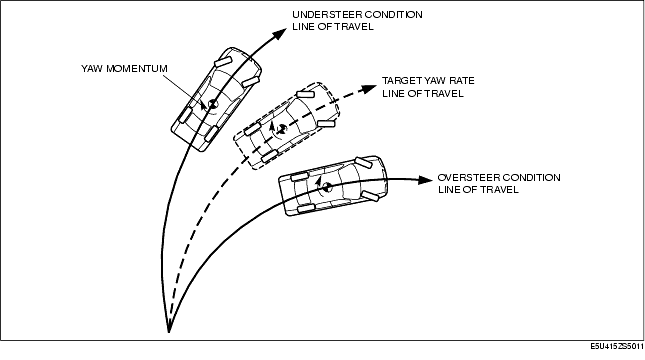 UNDERSTEER CONDITION
LINE OF TRAVEL
YAW MOMENTUM
TARGET YAW RATE
LINE OF TRAVEL
OVERSTEER CONDITION
LINE OF TRAVEL
E5U415ZS5011